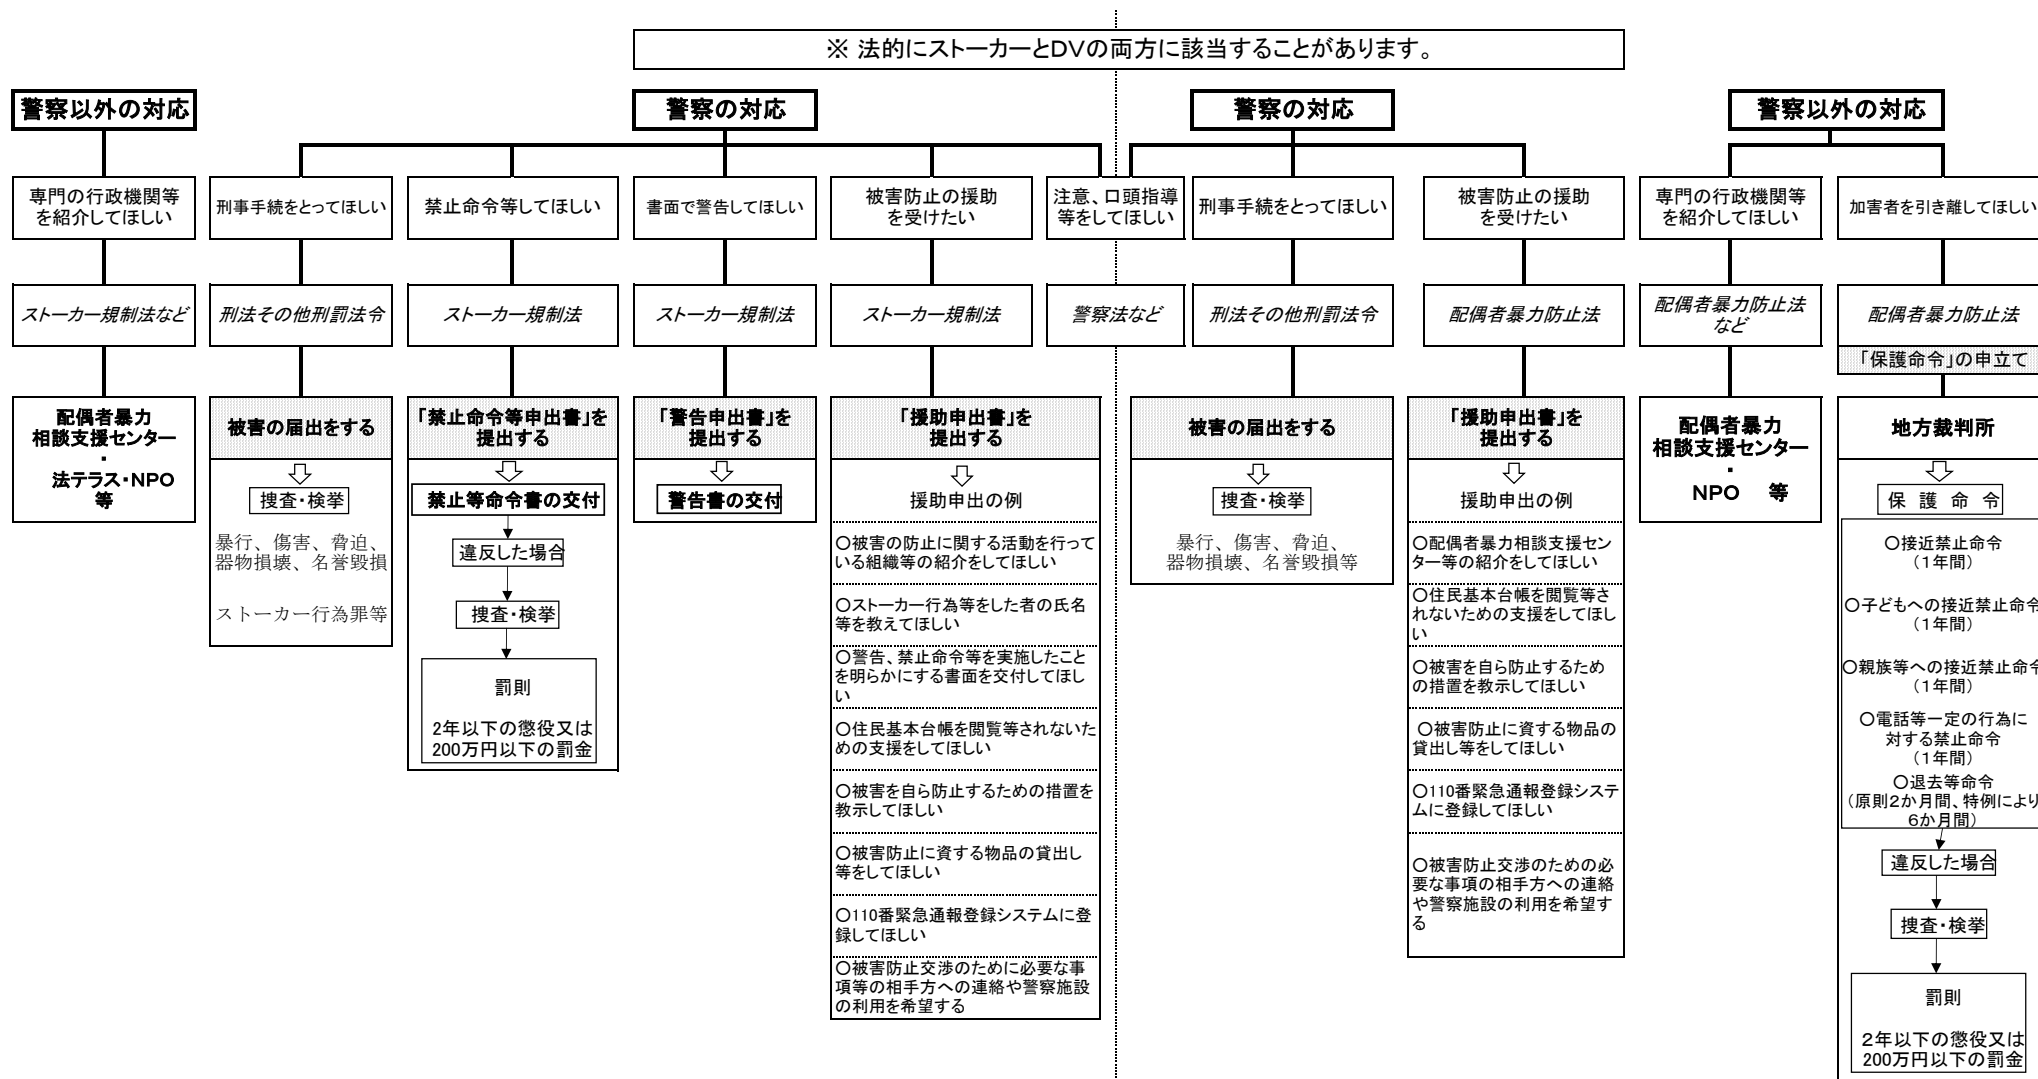 ※ 法的にストーカーとDVの両方に該当することがあります。
警察以外の対応
警察の対応
警察の対応
警察以外の対応
専門の行政機関等
を紹介してほしい
刑事手続をとってほしい
禁止命令等してほしい
書面で警告してほしい
被害防止の援助
を受けたい
注意、口頭指導
等をしてほしい
刑事手続をとってほしい
被害防止の援助
を受けたい
専門の行政機関等
を紹介してほしい
加害者を引き離してほしい
ストーカー規制法など
刑法その他刑罰法令
ストーカー規制法
ストーカー規制法
ストーカー規制法
警察法など
刑法その他刑罰法令
配偶者暴力防止法
配偶者暴力防止法
など
配偶者暴力防止法
「保護命令」の申立て
配偶者暴力
相談支援センター
・
法テラス・NPO
等
被害の届出をする
捜査・検挙
暴行、傷害、脅迫、
器物損壊、名誉毀損
ストーカー行為罪等
「禁止命令等申出書」を
提出する
禁止等命令書の交付
違反した場合
捜査・検挙
罰則
2年以下の懲役又は
200万円以下の罰金
「警告申出書」を
提出する
警告書の交付
「援助申出書」を
提出する
援助申出の例
○被害の防止に関する活動を行って
いる組織等の紹介をしてほしい
○ストーカー行為等をした者の氏名
等を教えてほしい
○警告、禁止命令等を実施したこと
を明らかにする書面を交付してほし
い
○住民基本台帳を閲覧等されないた
めの支援をしてほしい
○被害を自ら防止するための措置を
教示してほしい
○被害防止に資する物品の貸出し
等をしてほしい
○110番緊急通報登録システムに登
録してほしい
○被害防止交渉のために必要な事
項等の相手方への連絡や警察施設
の利用を希望する
被害の届出をする
捜査・検挙
暴行、傷害、脅迫、
器物損壊、名誉毀損等
「援助申出書」を
提出する
援助申出の例
○配偶者暴力相談支援セン
ター等の紹介をしてほしい
○住民基本台帳を閲覧等さ
れないための支援をしてほし
い
○被害を自ら防止するため
の措置を教示してほしい
○被害防止に資する物品の
貸出し等をしてほしい
○110番緊急通報登録システ
ムに登録してほしい
○被害防止交渉のための必
要な事項の相手方への連絡
や警察施設の利用を希望す
る
配偶者暴力
相談支援センター
・
NPO 等
地方裁判所
保 護 命 令
○接近禁止命令
（1年間）
○子どもへの接近禁止命令
（1年間）
○親族等への接近禁止命令
（1年間）
○電話等一定の行為に
対する禁止命令
（1年間）
○退去等命令
（原則2か月間、特例により
6か月間）
違反した場合
捜査・検挙
罰則
2年以下の懲役又は
200万円以下の罰金